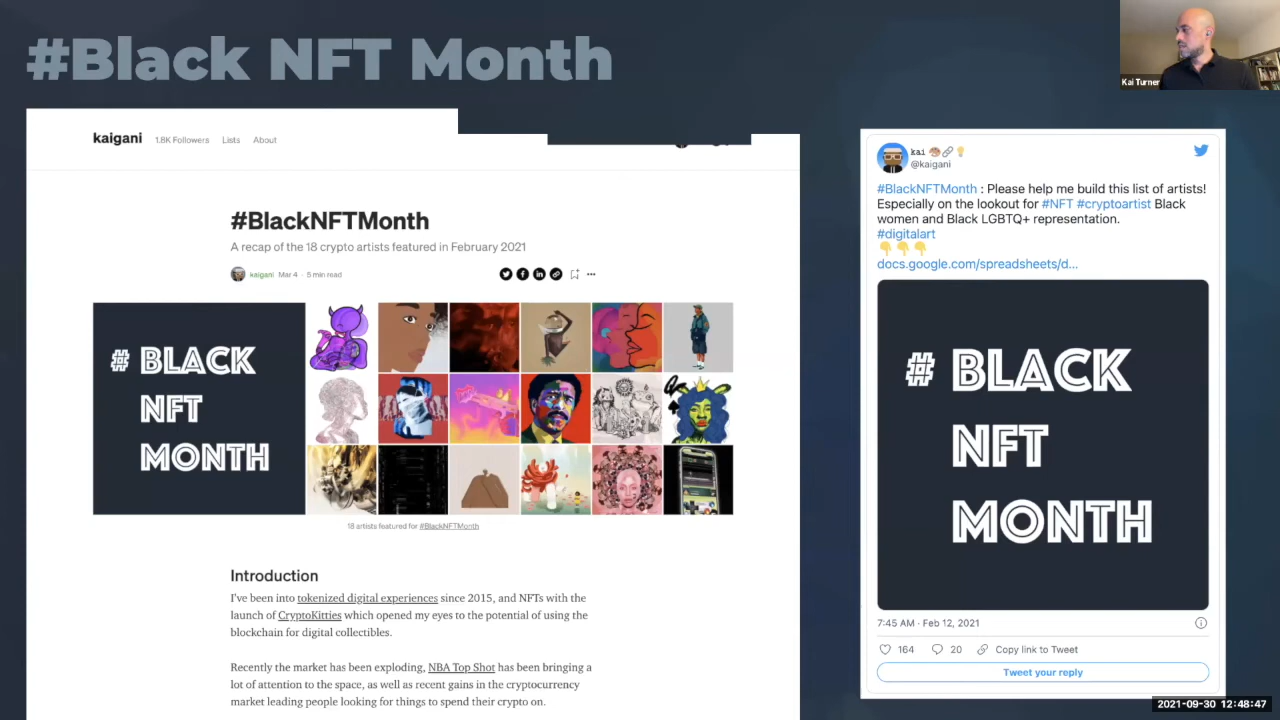 #Black NFT Month
Kai Turner
kaigani 1.8K Followers Lists About
#BlackNFTMonth
A recap of the 18 crypto artists featured in February 2021
kaigani Mar 4 · 5 min read
# BLACK
NFT
MONTH
18 artists featured for #BlackNFTMonth
Introduction
I've been into tokenized digital experiences since 2015, and NFTs with the
launch of CryptoKitties which opened my eyes to the potential of using the
blockchain for digital collectibles.
Recently the market has been exploding, NBA Top Shot has been bringing a
lot of attention to the space, as well as recent gains in the cryptocurrency
market leading people looking for things to spend their crypto on.
kai
@kaigani
#BlackNFTMonth : Please help me build this list of artists!
Especially on the lookout for #NFT #cryptoartist Black
women and Black LGBTQ+ representation.
#digitalart
docs.google.com/spreadsheets/d...
# BLACK
NFT
MONTH
7:45 AM · Feb 12, 2021
164 20 Copy link to Tweet
Tweet your reply
2021-09-30 12:48:47